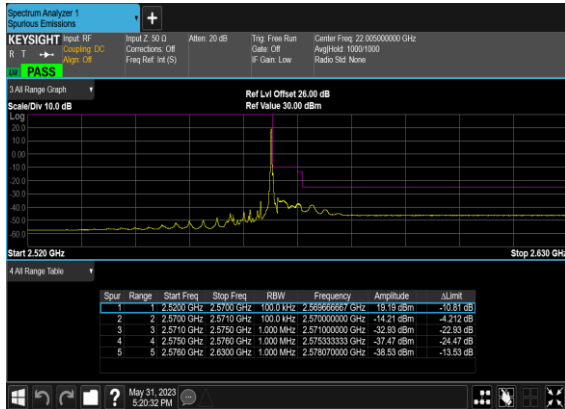 Spectrum Analyzer 1
Spurious Emissions
KEYSIGHT
R T
LXI PASS
Input: RF
Coupling: DC
Align: Off
Input Z: 50 Ω
Corrections: Off
Freq Ref: Int (S)
Atten: 20 dB
Trig: Free Run
Gate: Off
IF Gain: Low
Center Freq: 22.005000000 GHz
Avg|Hold: 1000/1000
Radio Std: None
3 All Range Graph
Ref Lvl Offset 26.00 dB
Scale/Div 10.0 dB
Ref Value 30.00 dBm
Log
20.0
10.0
0.00
-10.0
-20.0
-30.0
-40.0
-50.0
-60.0
Start 2.520 GHz
Stop 2.630 GHz
4 All Range Table
Spur Range Start Freq Stop Freq RBW Frequency Amplitude ΔLimit
1 1 2.5200 GHz 2.5700 GHz 100.0 kHz 2.569666667 GHz 19.19 dBm -10.81 dB
2 2 2.5700 GHz 2.5710 GHz 100.0 kHz 2.570000000 GHz -14.21 dBm -4.212 dB
3 3 2.5710 GHz 2.5750 GHz 1.000 MHz 2.571000000 GHz -32.93 dBm -22.93 dB
4 4 2.5750 GHz 2.5760 GHz 1.000 MHz 2.575333333 GHz -37.47 dBm -24.47 dB
5 5 2.5760 GHz 2.6300 GHz 1.000 MHz 2.578070000 GHz -38.53 dBm -13.53 dB
?
May 31, 2023
5:20:32 PM